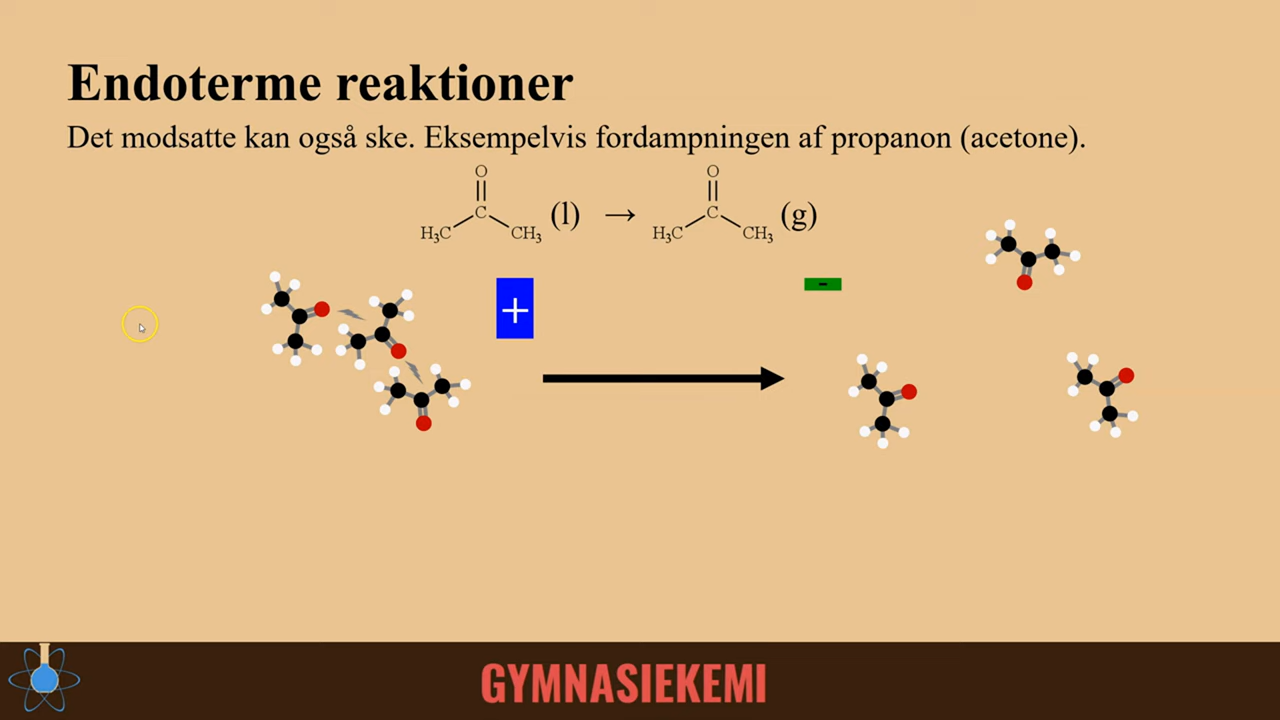 Endoterme reaktioner
Det modsatte kan også ske. Eksempelvis fordampningen af propanon (acetone).
O O
C (l) → C (g)
H₃C CH₃ H₃C CH₃
+ -
GYMNASIEKEMI